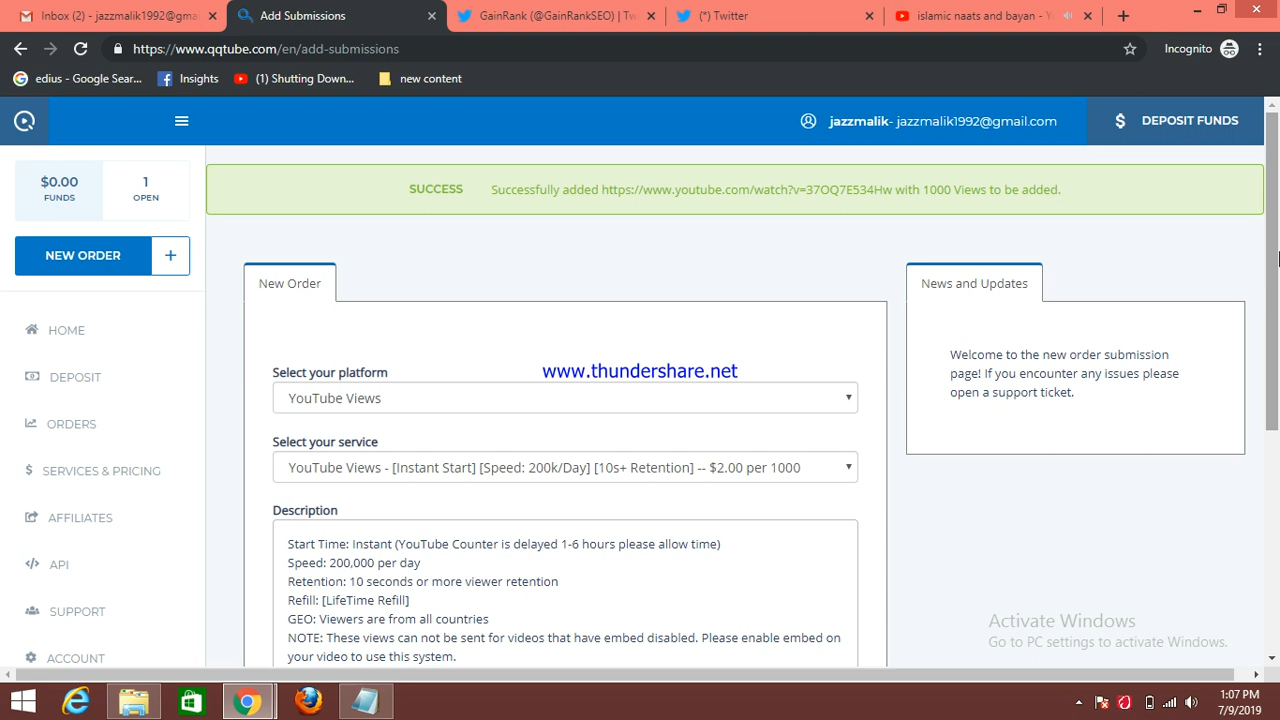 Inbox (2) - jazzmalik1992@gma
Add Submissions
GainRank (@GainRankSEO) | Tw
(*) Twitter
islamic naats and bayan - Y
https://www.qqtube.com/en/add-submissions
Incognito
edius - Google Sear...
Insights
(1) Shutting Down...
new content
jazzmalik- jazzmalik1992@gmail.com
$ DEPOSIT FUNDS
$0.00
FUNDS
1
OPEN
SUCCESS Successfully added https://www.youtube.com/watch?v=37OQ7E534Hw with 1000 Views to be added.
NEW ORDER +
HOME
DEPOSIT
ORDERS
$ SERVICES & PRICING
AFFILIATES
</> API
SUPPORT
ACCOUNT
New Order
Select your platform
www.thundershare.net
YouTube Views
Select your service
YouTube Views - [Instant Start] [Speed: 200k/Day] [10s+ Retention] -- $2.00 per 1000
Description
Start Time: Instant (YouTube Counter is delayed 1-6 hours please allow time)
Speed: 200,000 per day
Retention: 10 seconds or more viewer retention
Refill: [LifeTime Refill]
GEO: Viewers are from all countries
NOTE: These views can not be sent for videos that have embed disabled. Please enable embed on
your video to use this system.
News and Updates
Welcome to the new order submission
page! If you encounter any issues please
open a support ticket.
Activate Windows
Go to PC settings to activate Windows.
1:07 PM
7/9/2019